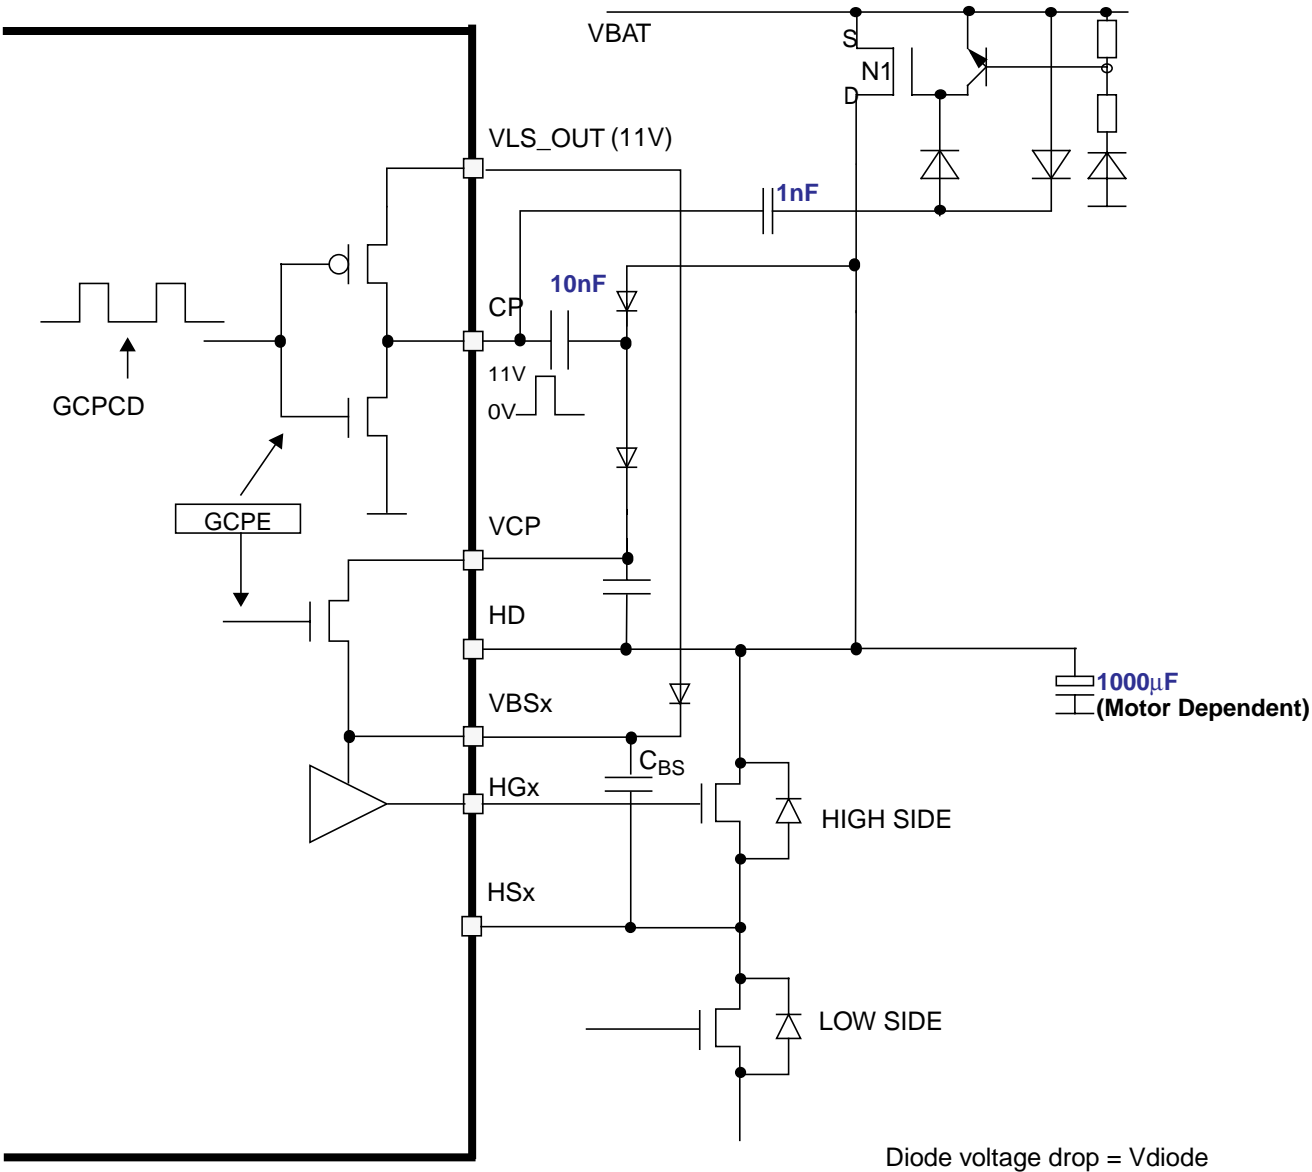 VBAT
S
N1
D
VLS_OUT (11V)
1nF
10nF
CP
11V
0V
GCPCD
GCPE
VCP
HD
1000µF
(Motor Dependent)
VBSx
CBS
HGx
HIGH SIDE
HSx
LOW SIDE
Diode voltage drop = Vdiode